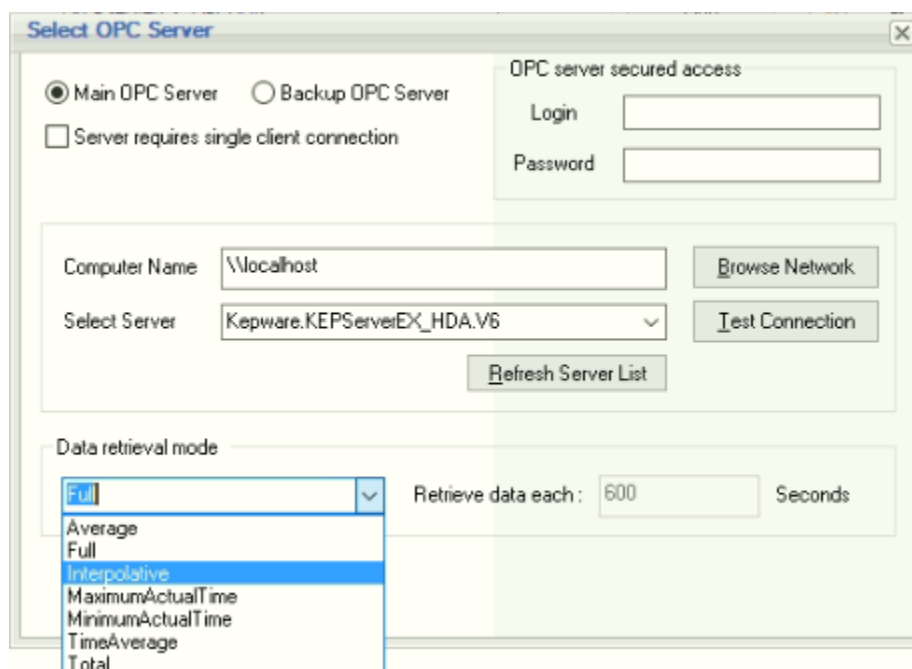 Select OPC Server
OPC server secured access
Main OPC Server
Backup OPC Server
Login
Server requires single client connection
Password
Computer Name
\\localhost
Browse Network
Select Server
Kepware.KEPServerEX_HDA.V6
Test Connection
Refresh Server List
Data retrieval mode
Full
Retrieve data each :
600
Seconds
Average
Full
Interpolative
MaximumActualTime
MinimumActualTime
TimeAverage
Total